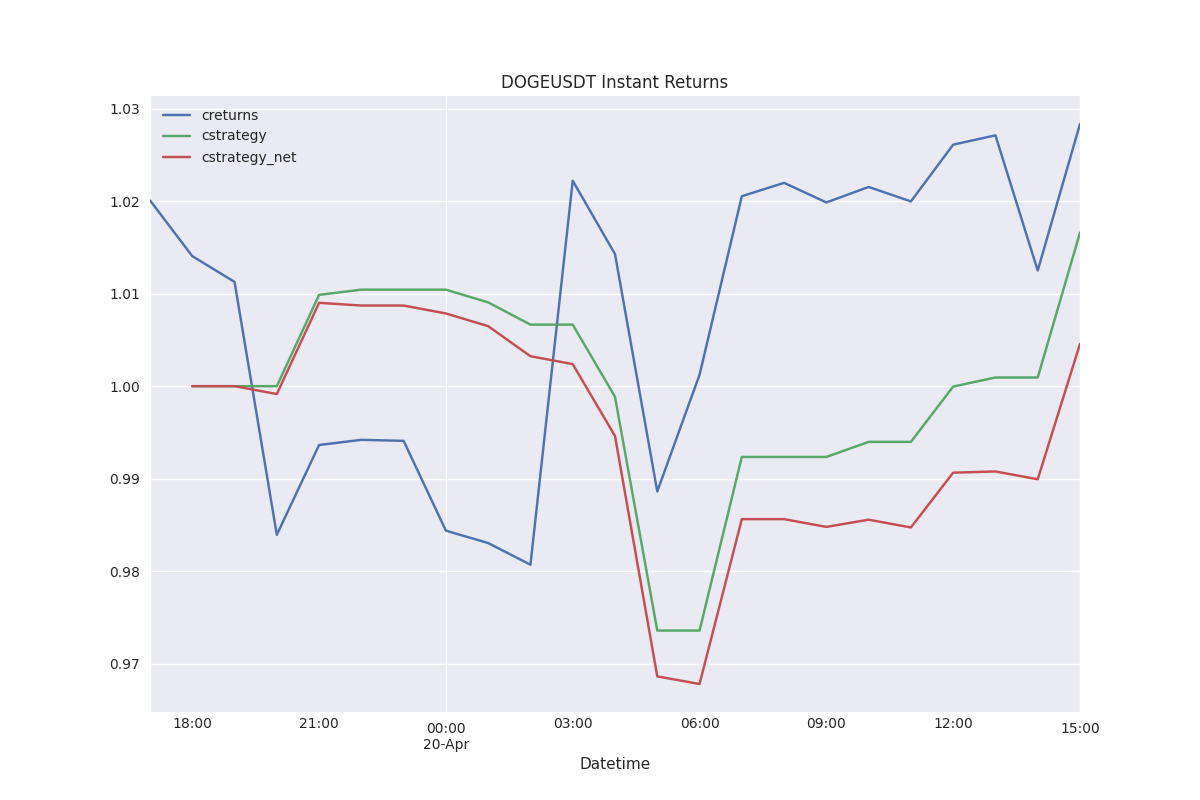 DOGEUSDT Instant Returns
creturns
cstrategy
cstrategy_net
1.03
1.02
1.01
1.00
0.99
0.98
0.97
18:00 21:00 00:00 03:00 06:00 09:00 12:00 15:00
20-Apr
Datetime